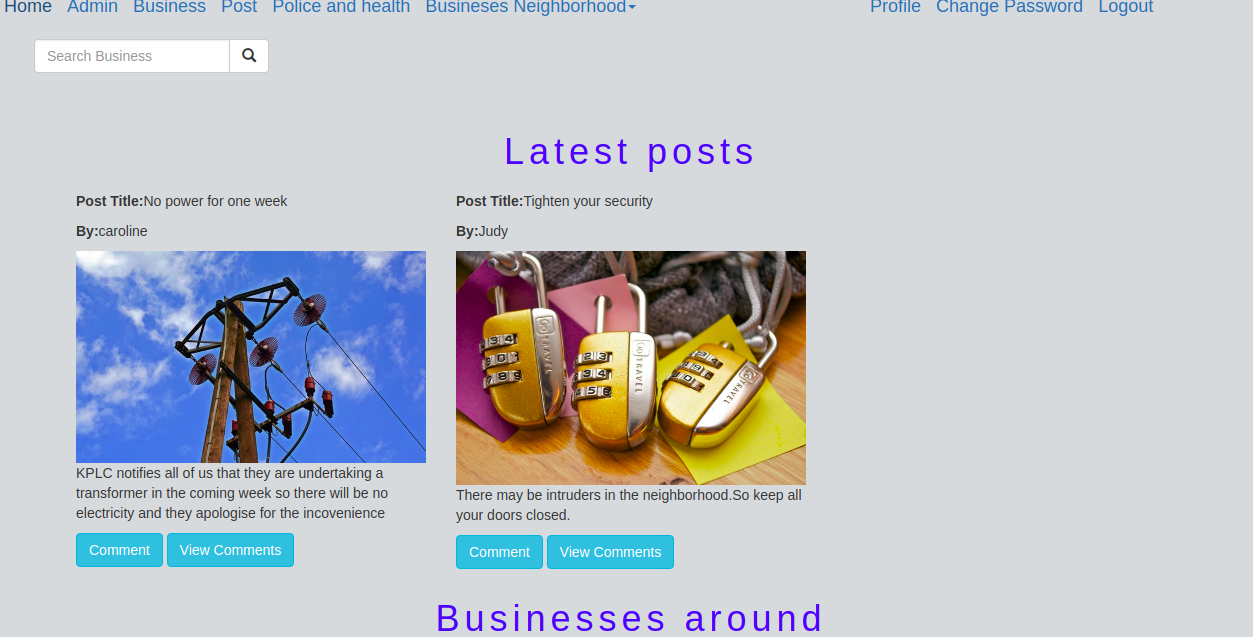 Home Admin Business Post Police and health Busineses Neighborhood Profile Change Password Logout
Search Business
Latest posts
Post Title:No power for one week
By:caroline
KPLC notifies all of us that they are undertaking a
transformer in the coming week so there will be no
electricity and they apologise for the incovenience
Comment View Comments
Post Title:Tighten your security
By:Judy
TRAVEL
TRAVEL
TRAVEL
There may be intruders in the neighborhood.So keep all
your doors closed.
Comment View Comments
Businesses around